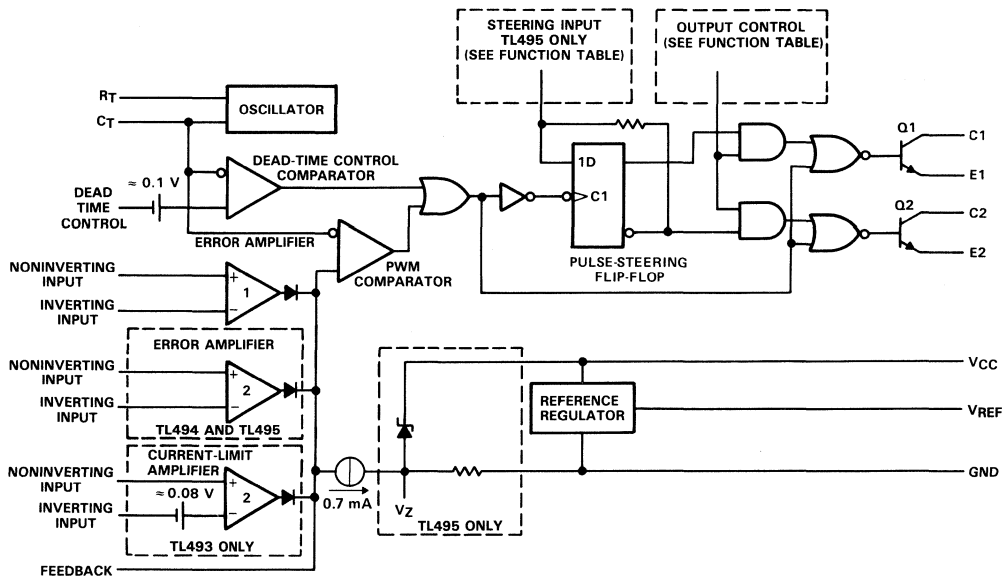 STEERING INPUT
TL495 ONLY
(SEE FUNCTION TABLE)
OUTPUT CONTROL
(SEE FUNCTION TABLE)
RT
CT
OSCILLATOR
DEAD-TIME CONTROL
COMPARATOR
≈ 0.1 V
DEAD
TIME
CONTROL
ERROR AMPLIFIER
PWM
COMPARATOR
1D
C1
PULSE-STEERING
FLIP-FLOP
Q1
C1
E1
Q2
C2
E2
NONINVERTING
INPUT
+
1
−
INVERTING
INPUT
ERROR AMPLIFIER
NONINVERTING
INPUT
+
2
−
INVERTING
INPUT
TL494 AND TL495
CURRENT-LIMIT
AMPLIFIER
NONINVERTING
INPUT
≈ 0.08 V
+
2
−
INVERTING
INPUT
TL493 ONLY
FEEDBACK
0.7 mA
VZ
TL495 ONLY
REFERENCE
REGULATOR
VCC
VREF
GND